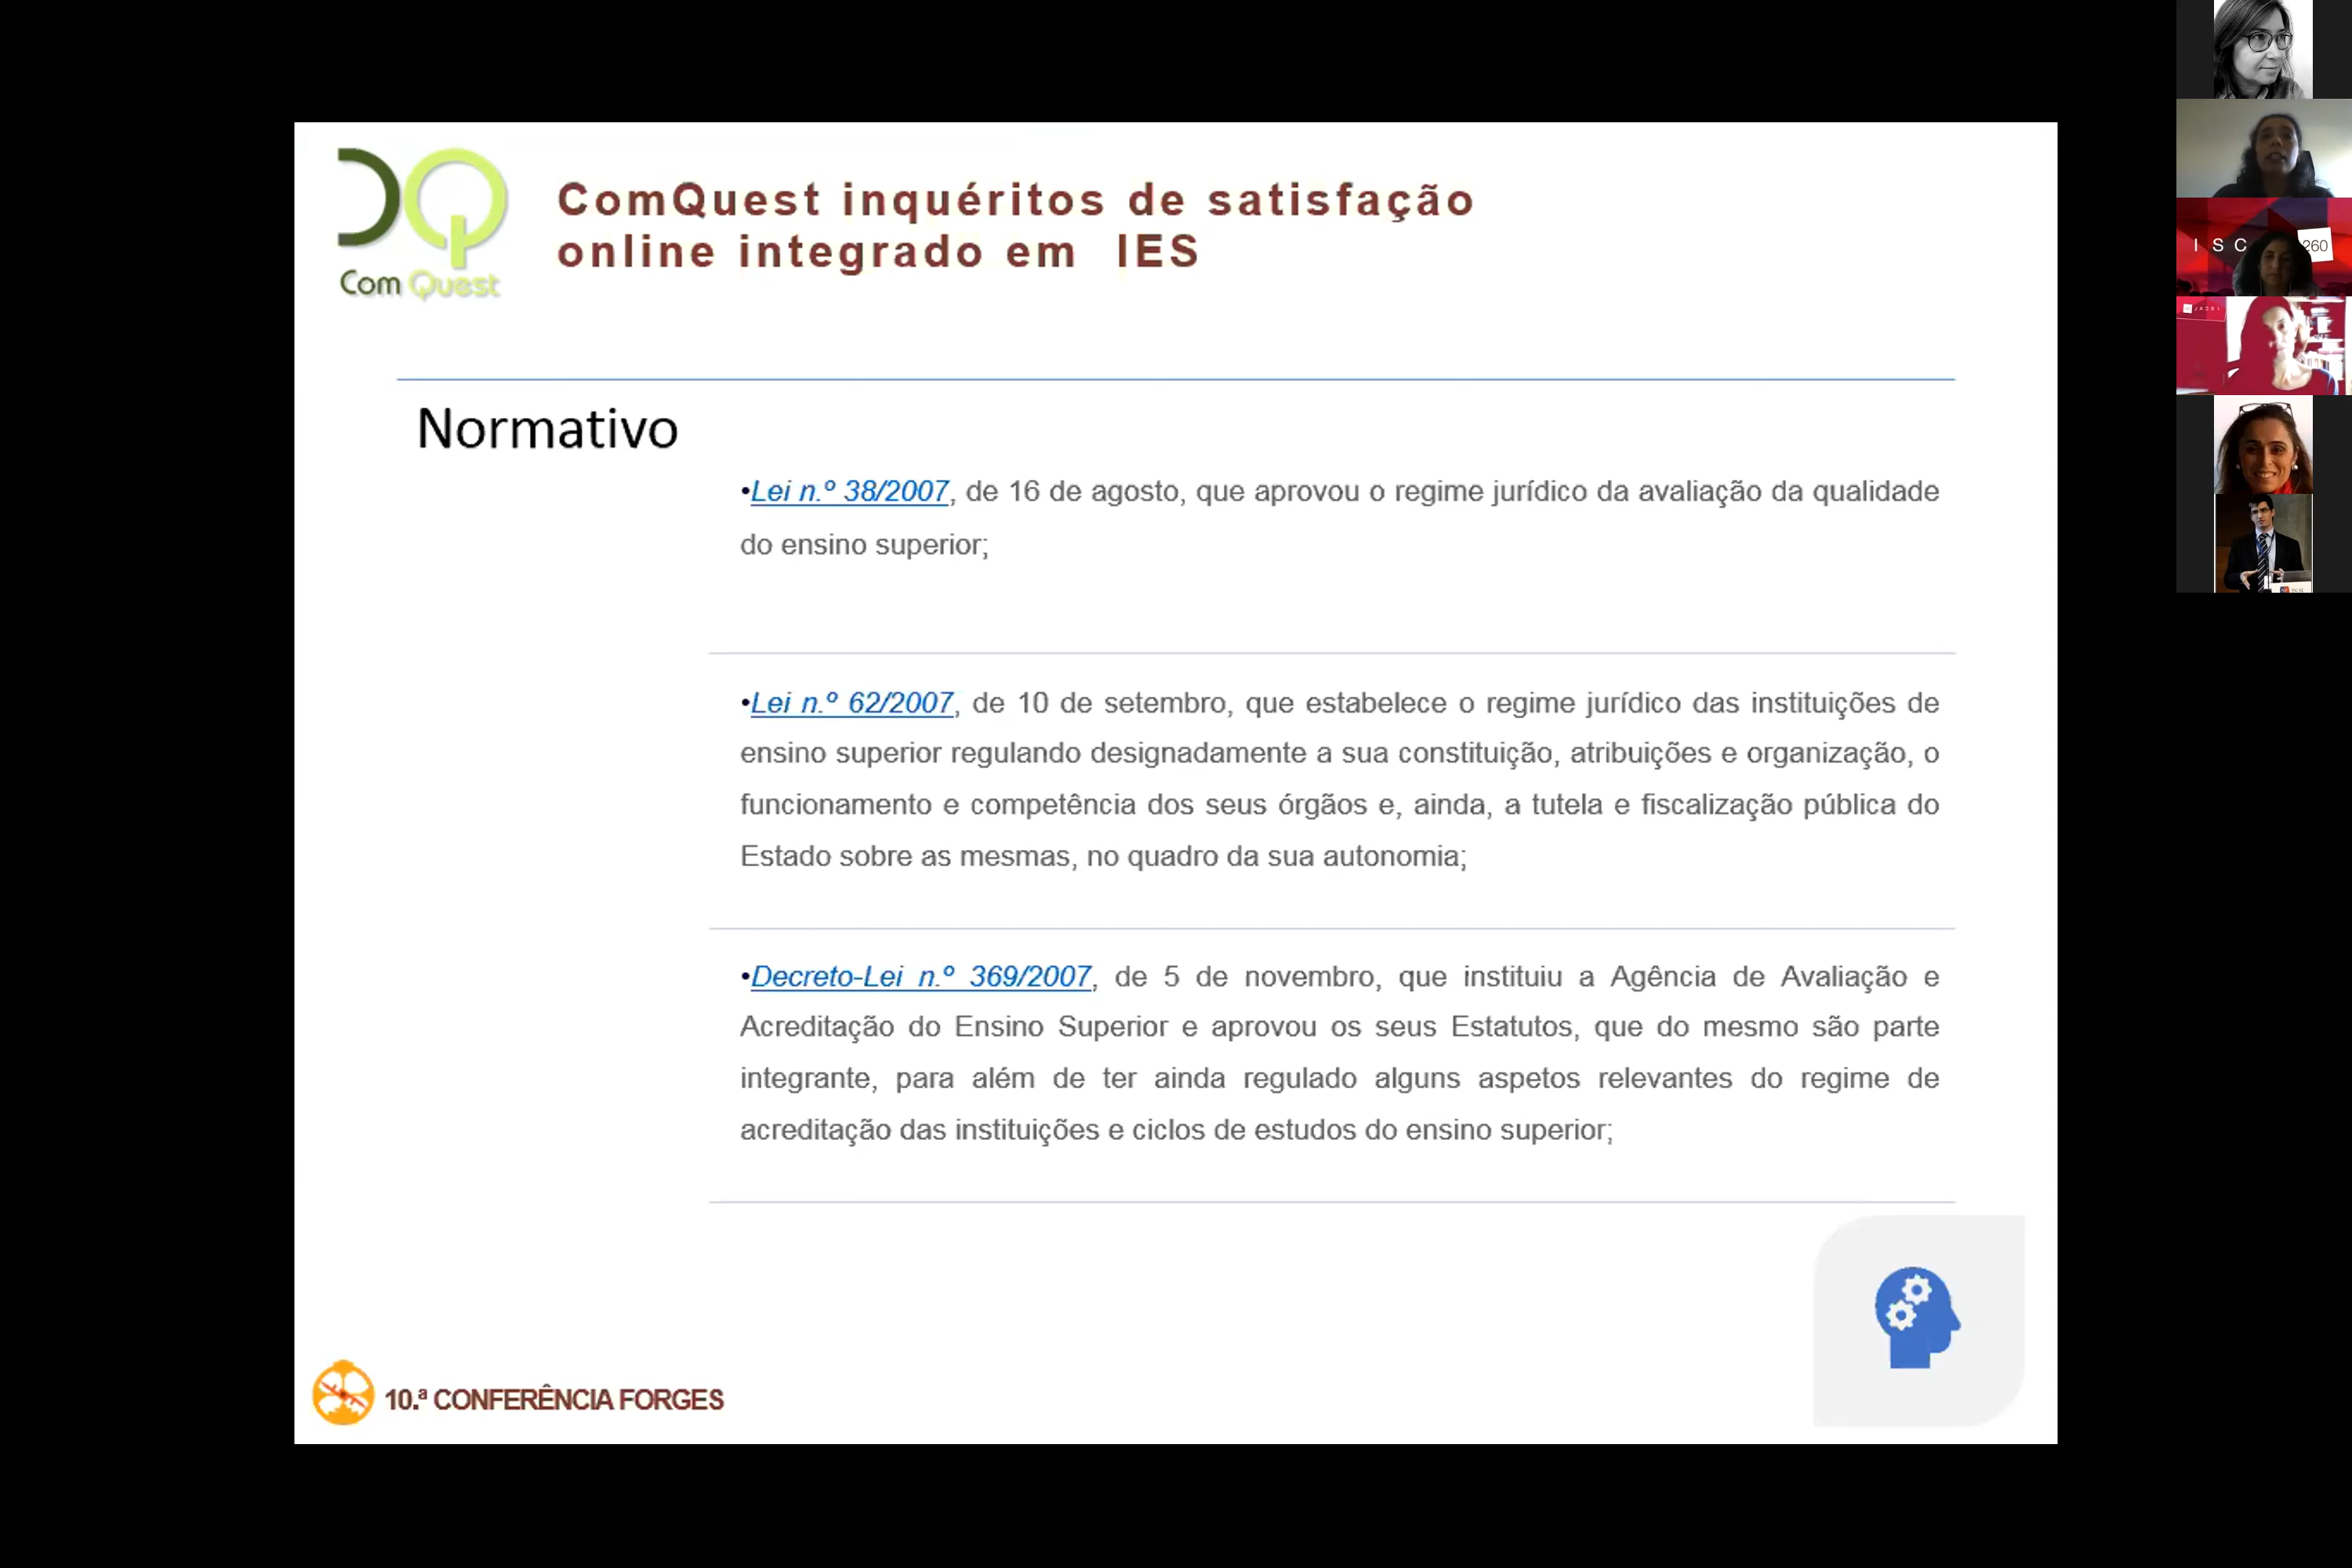 Com Quest
ComQuest inquéritos de satisfação
online integrado em IES
Normativo
•Lei n.º 38/2007, de 16 de agosto, que aprovou o regime jurídico da avaliação da qualidade
do ensino superior;
•Lei n.º 62/2007, de 10 de setembro, que estabelece o regime jurídico das instituições de
ensino superior regulando designadamente a sua constituição, atribuições e organização, o
funcionamento e competência dos seus órgãos e, ainda, a tutela e fiscalização pública do
Estado sobre as mesmas, no quadro da sua autonomia;
•Decreto-Lei n.º 369/2007, de 5 de novembro, que instituiu a Agência de Avaliação e
Acreditação do Ensino Superior e aprovou os seus Estatutos, que do mesmo são parte
integrante, para além de ter ainda regulado alguns aspetos relevantes do regime de
acreditação das instituições e ciclos de estudos do ensino superior;
10.ª CONFERÊNCIA FORGES
I S C
260